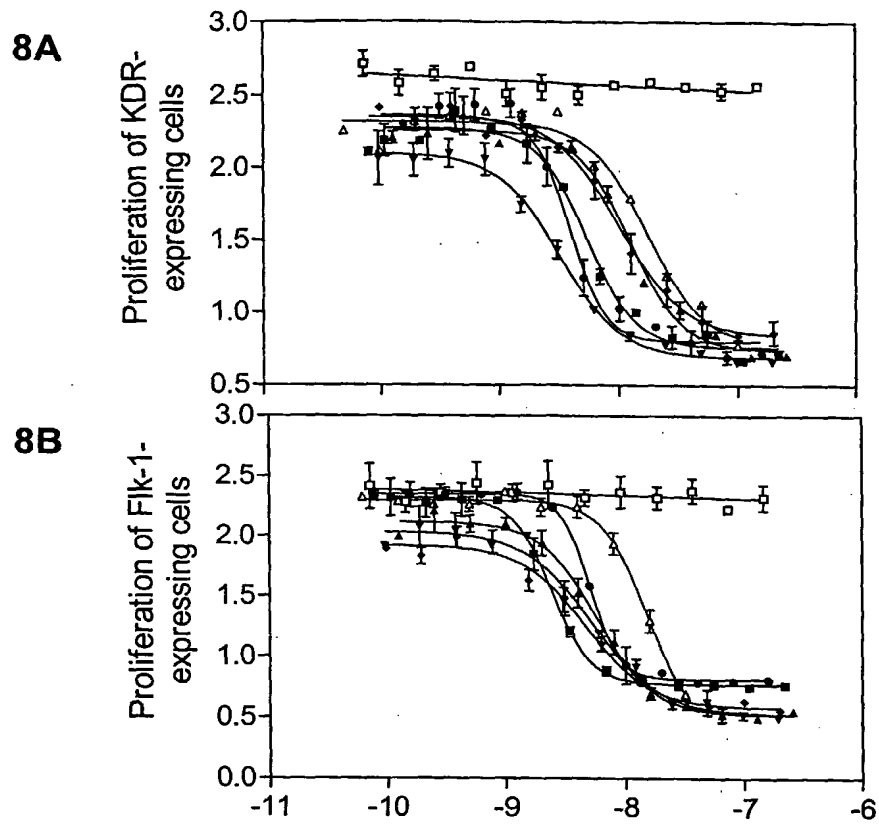 8A
Proliferation of KDR-
expressing cells
3.0
2.5
2.0
1.5
1.0
0.5
8B
Proliferation of Flk-1-
expressing cells
3.0
2.5
2.0
1.5
1.0
0.5
0.0
-11 -10 -9 -8 -7 -6